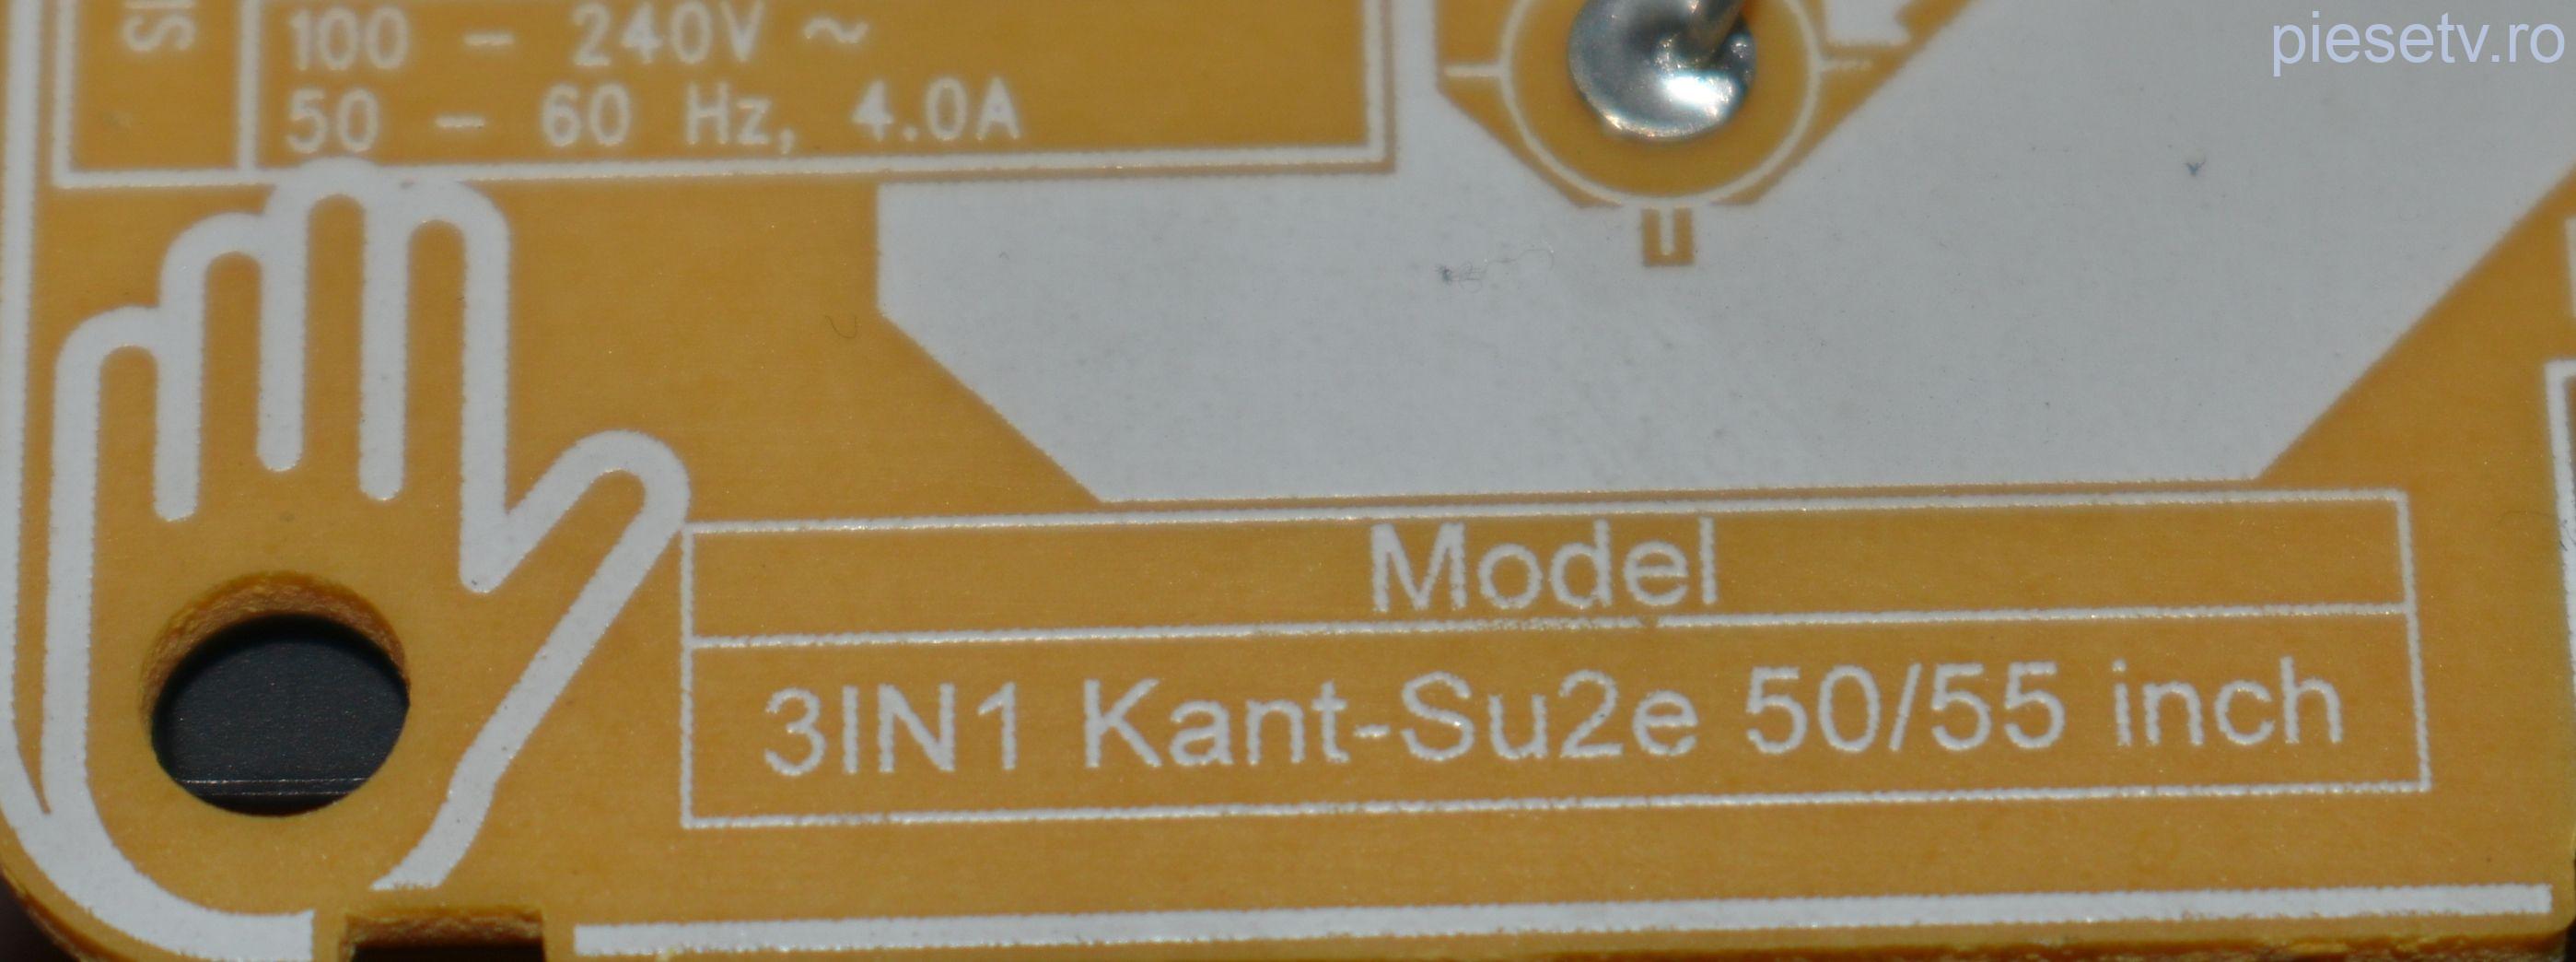 piesetv.ro
100 - 240V ~
50 - 60 Hz, 4.0A
Model
3IN1 Kant-Su2e 50/55 inch